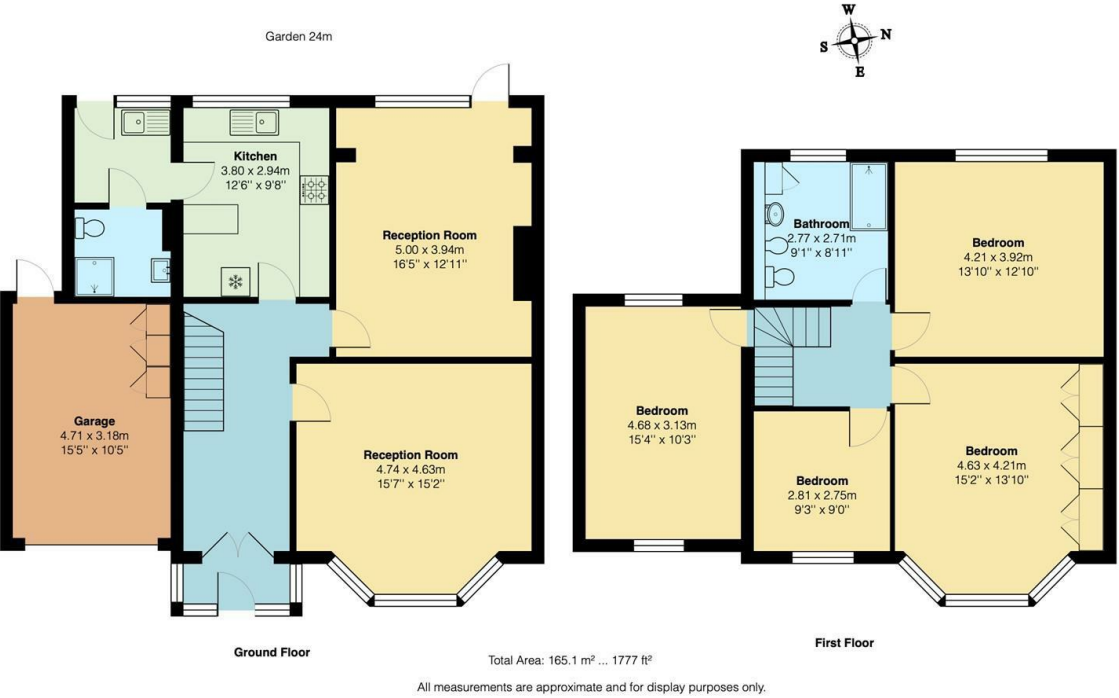 Garden 24m
W
S
N
E
Kitchen
3.80 x 2.94m
12'6'' x 9'8''
Reception Room
5.00 x 3.94m
16'5'' x 12'11''
Garage
4.71 x 3.18m
15'5'' x 10'5''
Reception Room
4.74 x 4.63m
15'7'' x 15'2''
Ground Floor
Bathroom
2.77 x 2.71m
9'1'' x 8'11''
Bedroom
4.21 x 3.92m
13'10'' x 12'10''
Bedroom
4.68 x 3.13m
15'4'' x 10'3''
Bedroom
2.81 x 2.75m
9'3'' x 9'0''
Bedroom
4.63 x 4.21m
15'2'' x 13'10''
First Floor
Total Area: 165.1 m² ... 1777 ft²
All measurements are approximate and for display purposes only.